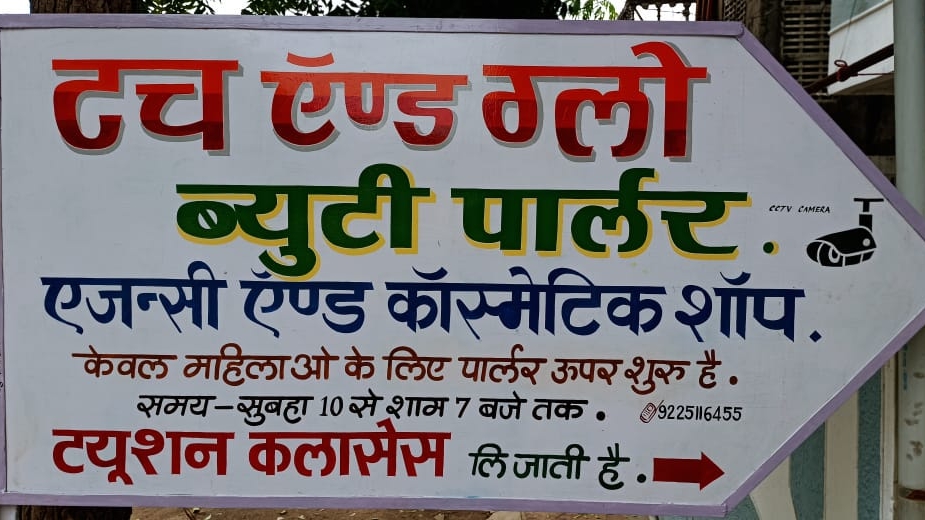 टच ऍण्ड ग्लो
ब्युटी पार्लर.
CCTV CAMERA
एजन्सी ऍण्ड कॉस्मेटिक शॉप.
केवल महिलाओ के लिए पार्लर ऊपर शुरु है.
समय-सुबहा 10 से शाम 7 बजे तक. 9225116455
टयूशन कलासेस लि जाती है.